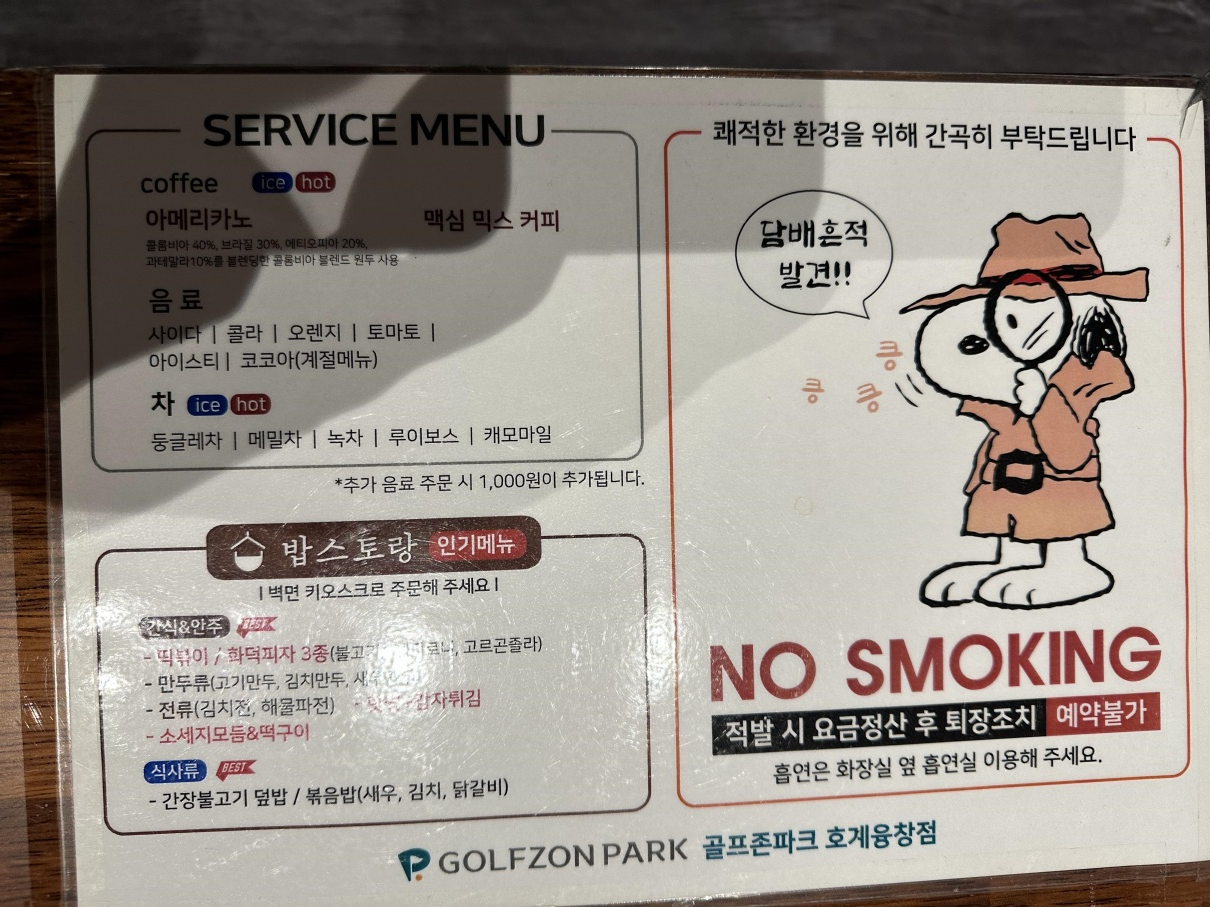 SERVICE MENU
coffee ice hot
아메리카노 맥심 믹스 커피
콜롬비아 40%, 브라질 30%, 에티오피아 20%,
과테말라10%를 블렌딩한 콜롬비아 블렌드 원두 사용
음료
사이다 | 콜라 | 오렌지 | 토마토 |
아이스티 | 코코아(계절메뉴)
차 ice hot
둥글레차 | 메밀차 | 녹차 | 루이보스 | 캐모마일
*추가 음료 주문 시 1,000원이 추가됩니다.
밥스토랑 인기메뉴
l 벽면 키오스크로 주문해 주세요 l
간식&안주 BEST
- 떡볶이 / 화덕피자 3종(불고기, 고르곤졸라)
- 만두류(고기만두, 김치만두,
- 전류(김치전, 해물파전) - 감자튀김
- 소세지모둠&떡구이
식사류 BEST
- 간장불고기 덮밥 / 볶음밥(새우, 김치, 닭갈비)
쾌적한 환경을 위해 간곡히 부탁드립니다
담배흔적
발견!!
킁
킁 킁
NO SMOKING
적발 시 요금정산 후 퇴장조치 예약불가
흡연은 화장실 옆 흡연실 이용해 주세요.
GOLFZON PARK 골프존파크 호계융창점